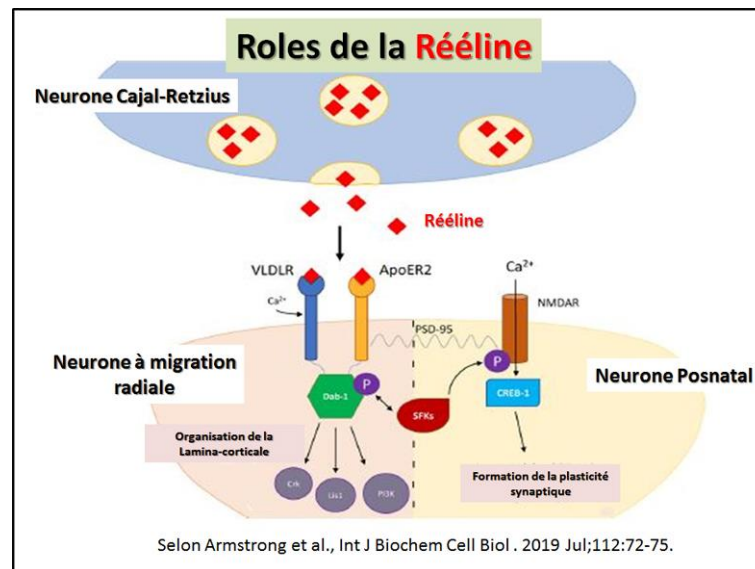 Roles de la Rééline
Neurone Cajal-Retzius
Rééline
VLDLR
ApoER2
Ca²⁺
Ca²⁺
NMDAR
PSD-95
Neurone à migration
radiale
P
P
Neurone Posnatal
Dab-1
SFKs
CREB-1
Organisation de la
Lamina-corticale
Crk
Lis1
PI3K
Formation de la plasticité
synaptique
Selon Armstrong et al., Int J Biochem Cell Biol . 2019 Jul;112:72-75.